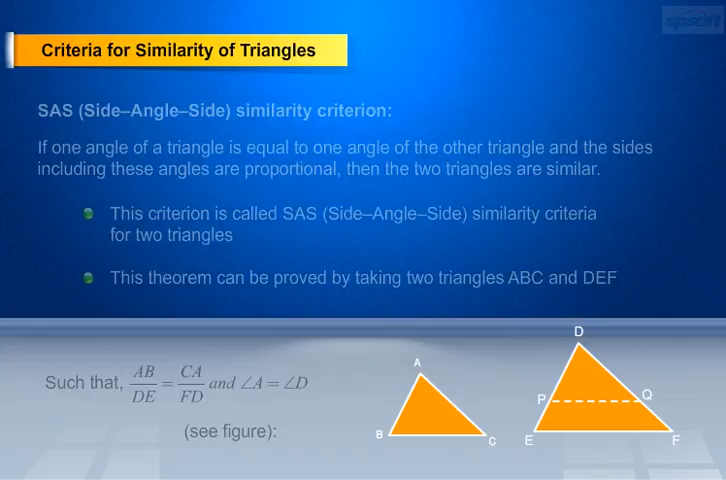 spsoft
Criteria for Similarity of Triangles
SAS (Side–Angle–Side) similarity criterion:
If one angle of a triangle is equal to one angle of the other triangle and the sides
including these angles are proportional, then the two triangles are similar.
This criterion is called SAS (Side–Angle–Side) similarity criteria
for two triangles
This theorem can be proved by taking two triangles ABC and DEF
Such that, AB/DE = CA/FD and ∠A = ∠D
(see figure):
A
B
C
D
P
Q
E
F